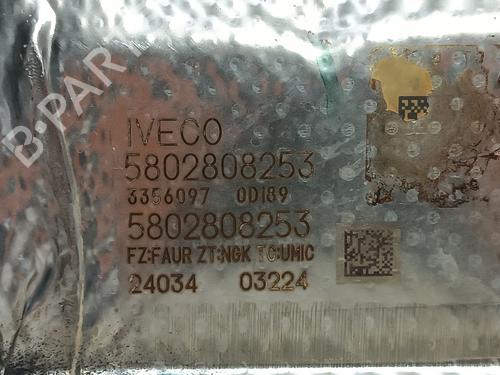 B-PARTS
IVECO
5802808253
3356097 0D189
5802808253
FZ:FAUR ZT:NGK TC:UMIC
24034 03224